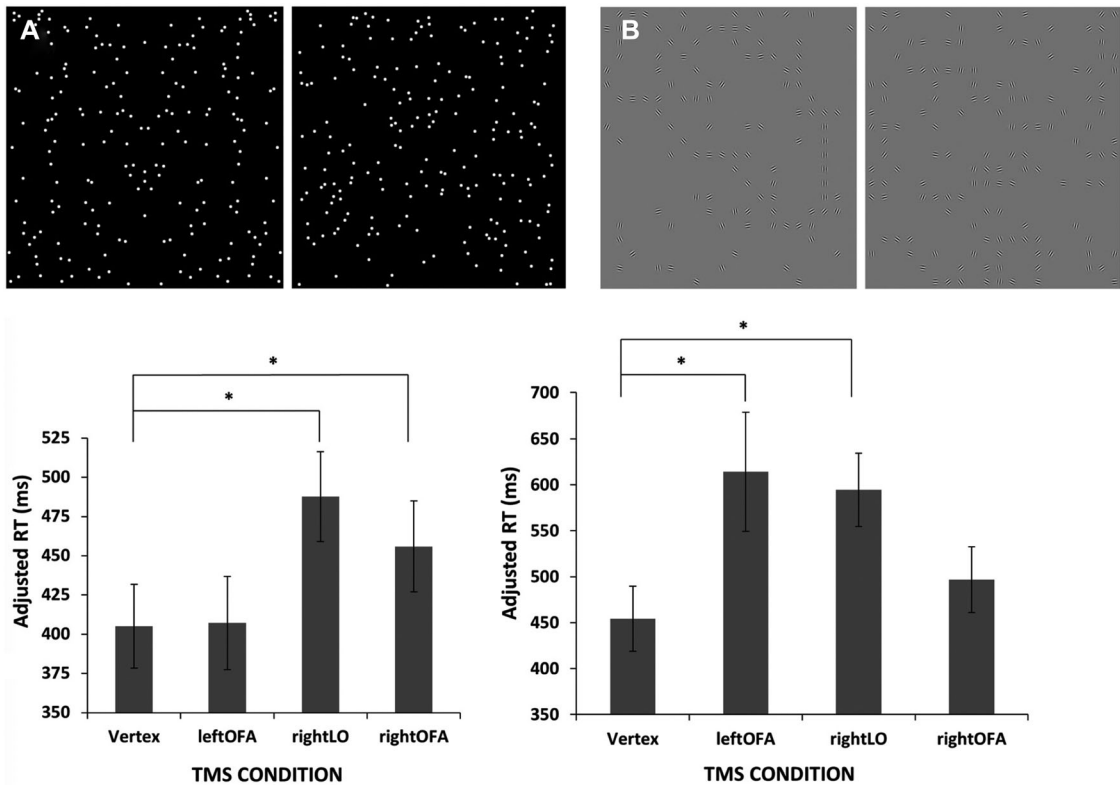 A
B
*
*
525
500
475
450
425
400
375
350
Adjusted RT (ms)
Vertex leftOFA rightLO rightOFA
TMS CONDITION
*
*
700
650
600
550
500
450
400
350
Adjusted RT (ms)
Vertex leftOFA rightLO rightOFA
TMS CONDITION